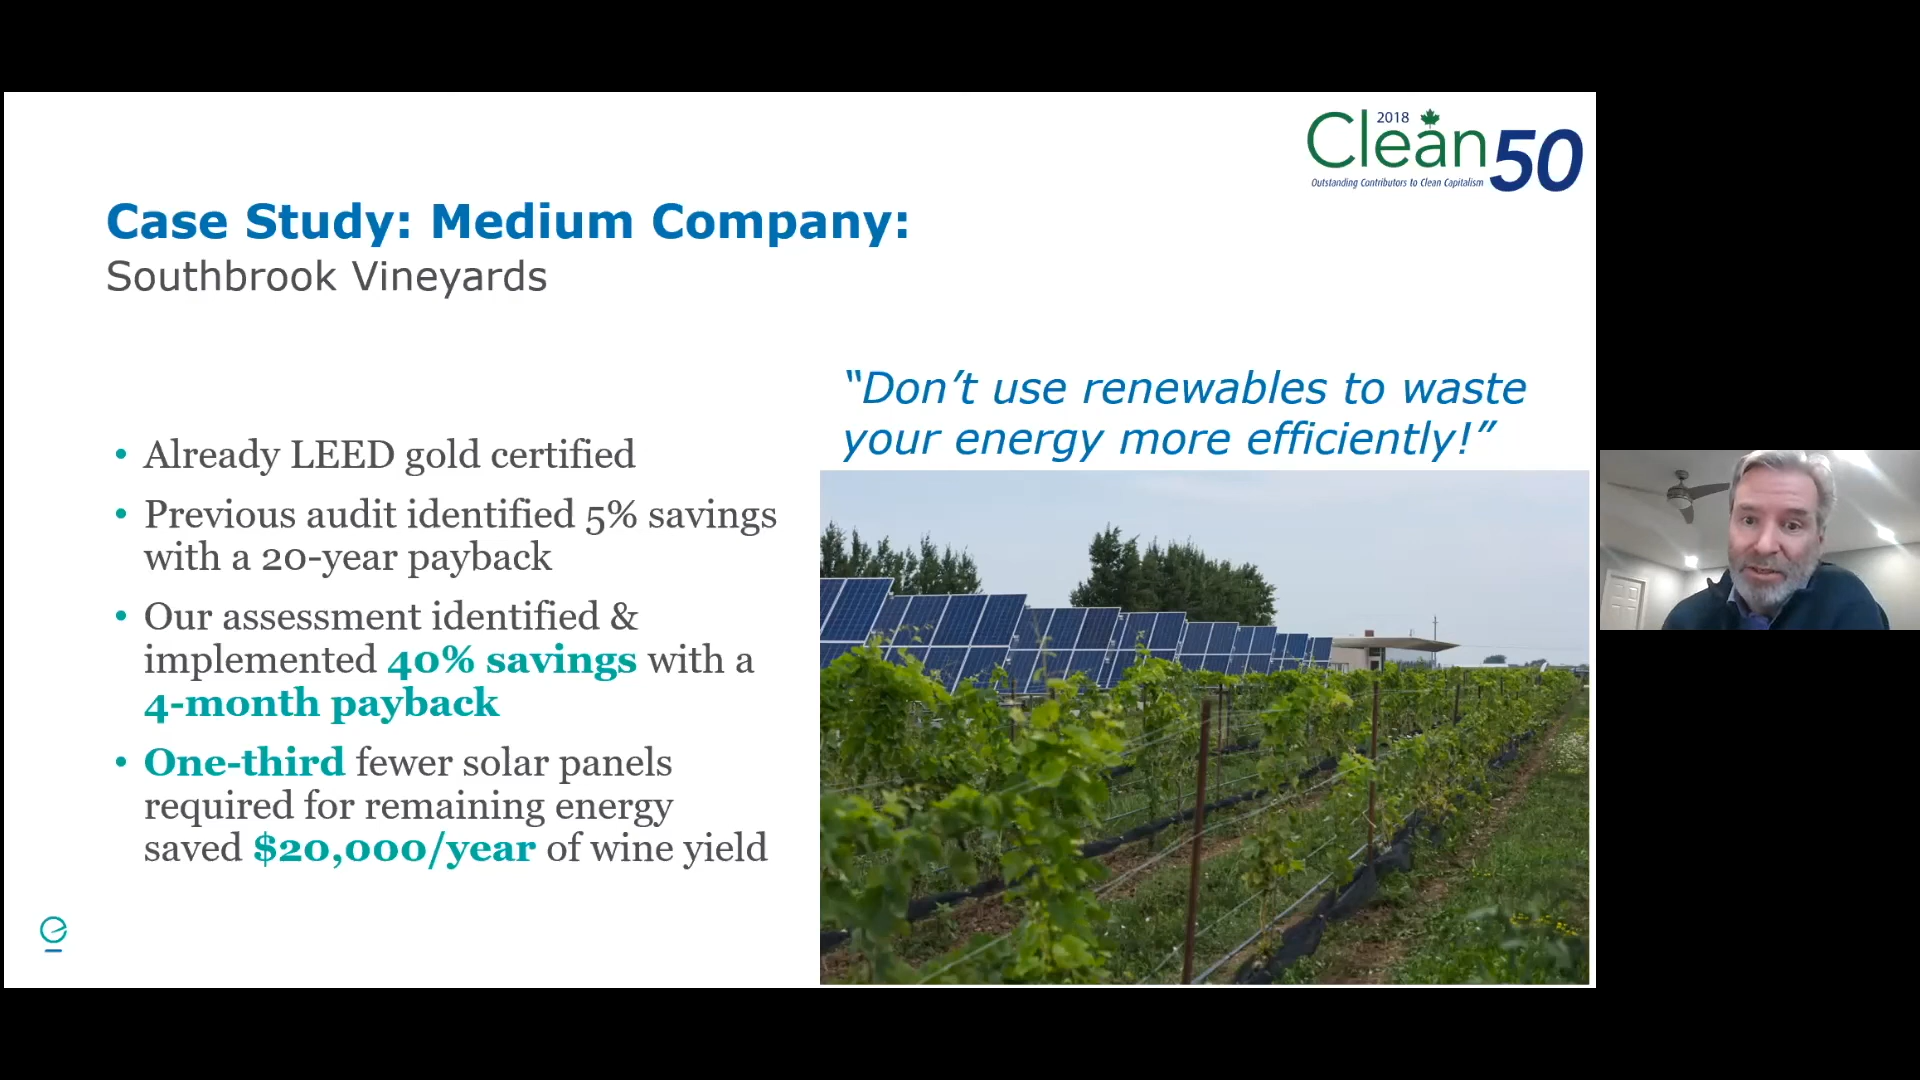 2018
Clean50
Outstanding Contributors to Clean Capitalism
Case Study: Medium Company:
Southbrook Vineyards
“Don’t use renewables to waste
your energy more efficiently!”
• Already LEED gold certified
• Previous audit identified 5% savings
with a 20-year payback
• Our assessment identified &
implemented 40% savings with a
4-month payback
• One-third fewer solar panels
required for remaining energy
saved $20,000/year of wine yield